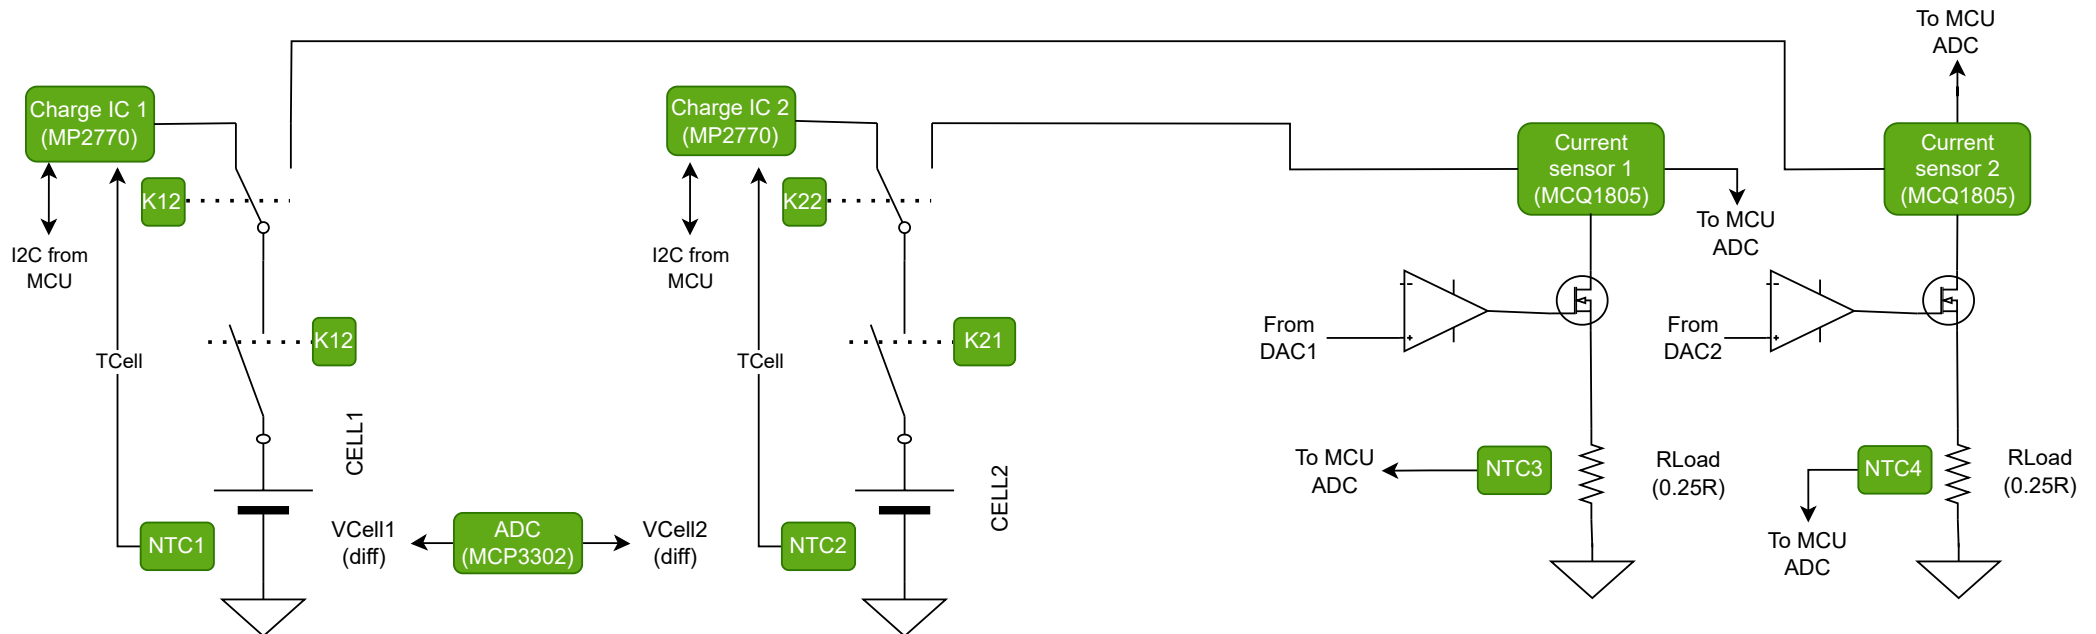 To MCU
ADC
Charge IC 1
(MP2770)
Charge IC 2
(MP2770)
Current
sensor 1
(MCQ1805)
Current
sensor 2
(MCQ1805)
K12
K22
To MCU
ADC
I2C from
MCU
I2C from
MCU
From
DAC1
From
DAC2
K12
K21
TCell
TCell
CELL1
CELL2
To MCU
ADC
NTC3
RLoad
(0.25R)
NTC4
RLoad
(0.25R)
NTC1
VCell1
(diff)
ADC
(MCP3302)
VCell2
(diff)
NTC2
To MCU
ADC